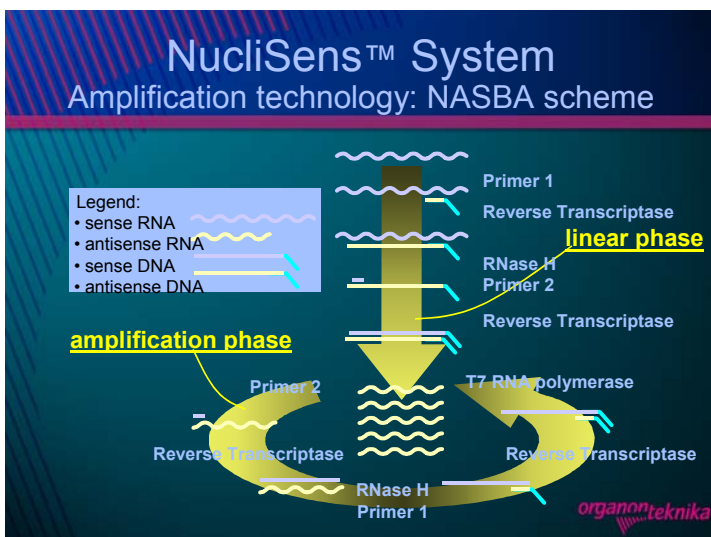 NucliSens™ System
Amplification technology: NASBA scheme
Legend:
• sense RNA
• antisense RNA
• sense DNA
• antisense DNA
Primer 1
Reverse Transcriptase
linear phase
RNase H
Primer 2
Reverse Transcriptase
amplification phase
Primer 2
T7 RNA polymerase
Reverse Transcriptase
Reverse Transcriptase
RNase H
Primer 1
organon teknika